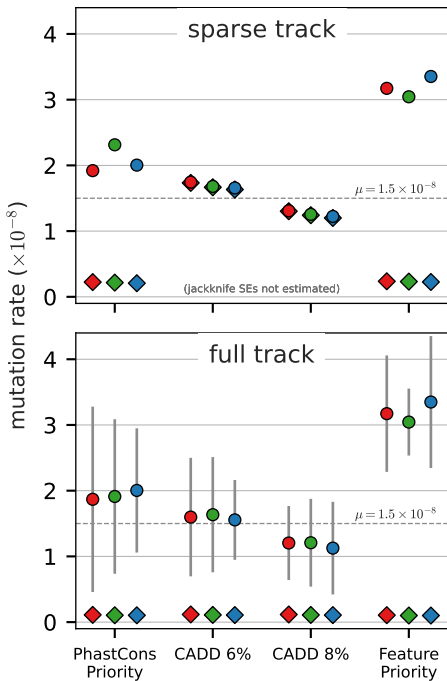 sparse track
4
3
2
μ = 1.5 × 10⁻⁸
1
(jackknife SEs not estimated)
0
mutation rate (×10⁻⁸)
full track
4
3
2
μ = 1.5 × 10⁻⁸
1
0
PhastCons
Priority
CADD 6%
CADD 8%
Feature
Priority